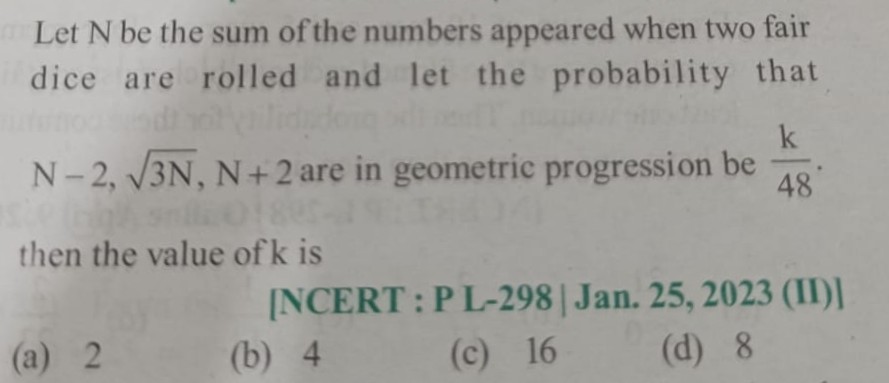 Let N be the sum of the numbers appeared when two fair
dice are rolled and let the probability that
N – 2, √3N, N + 2 are in geometric progression be k/48.
then the value of k is
[NCERT : P L-298 | Jan. 25, 2023 (II)]
(a) 2 (b) 4 (c) 16 (d) 8